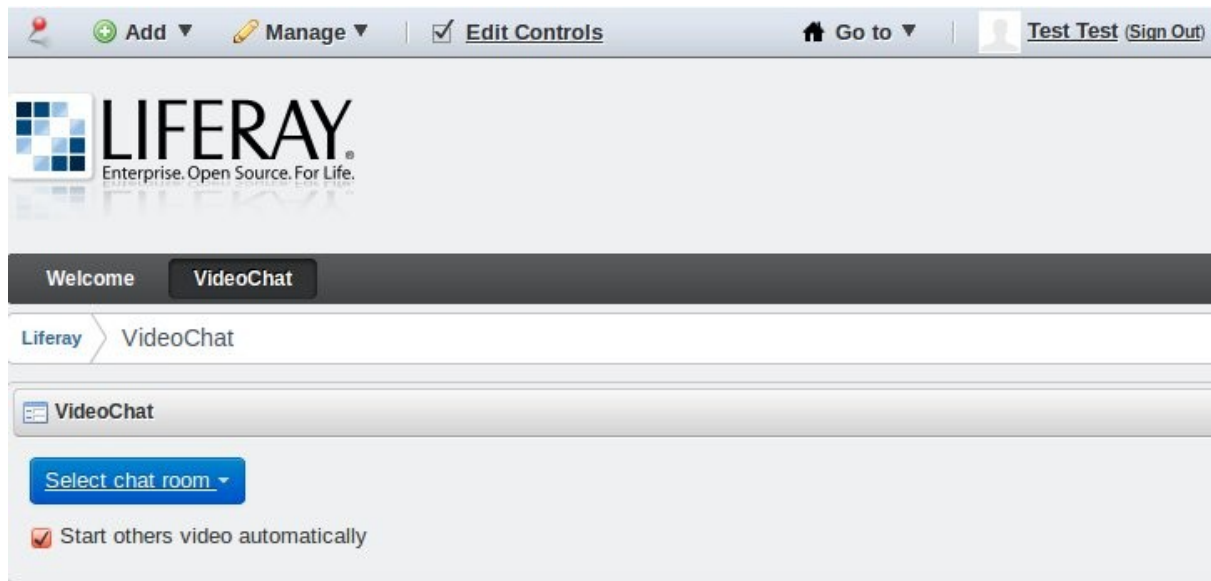 Add ▼ Manage ▼ Edit Controls Go to ▼ Test Test (Sign Out)
LIFERAY®
Enterprise. Open Source. For Life.
Welcome VideoChat
Liferay VideoChat
VideoChat
Select chat room
Start others video automatically